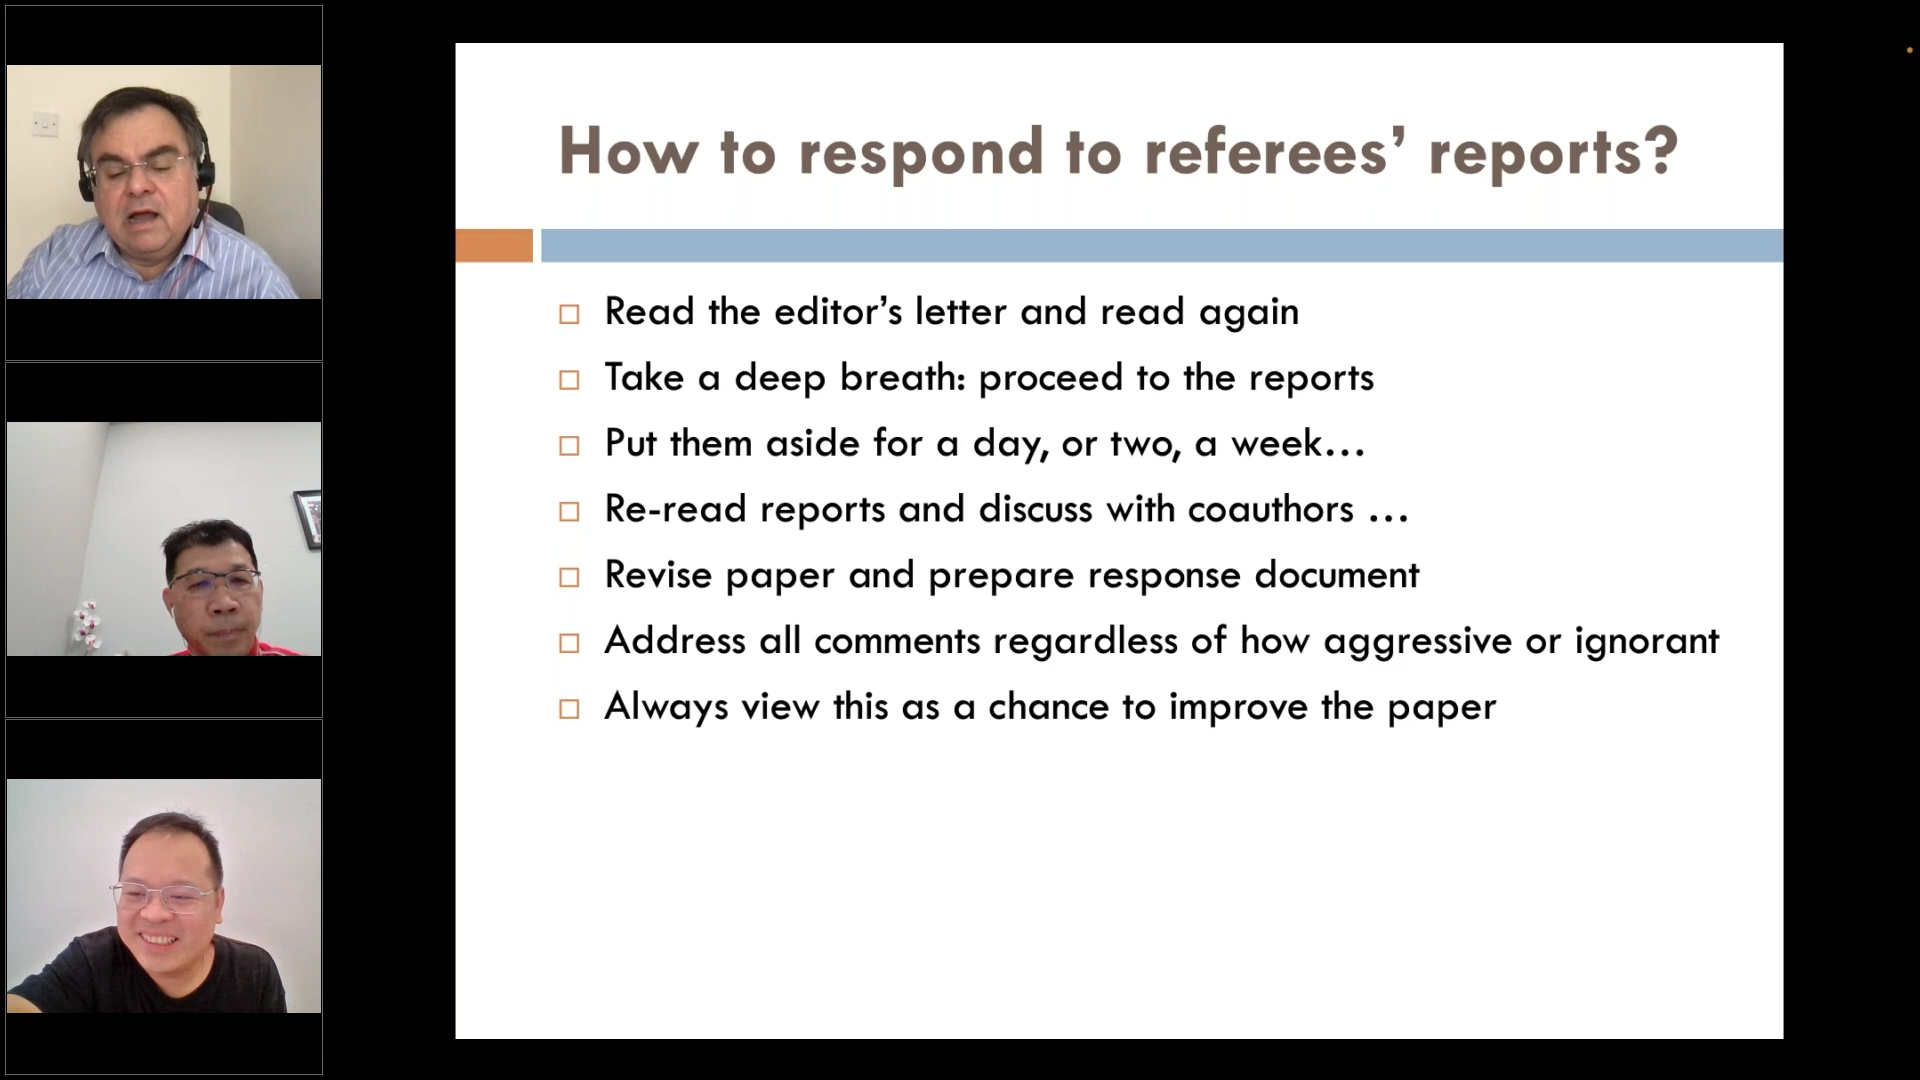 How to respond to referees’ reports?
Read the editor’s letter and read again
Take a deep breath: proceed to the reports
Put them aside for a day, or two, a week…
Re-read reports and discuss with coauthors …
Revise paper and prepare response document
Address all comments regardless of how aggressive or ignorant
Always view this as a chance to improve the paper